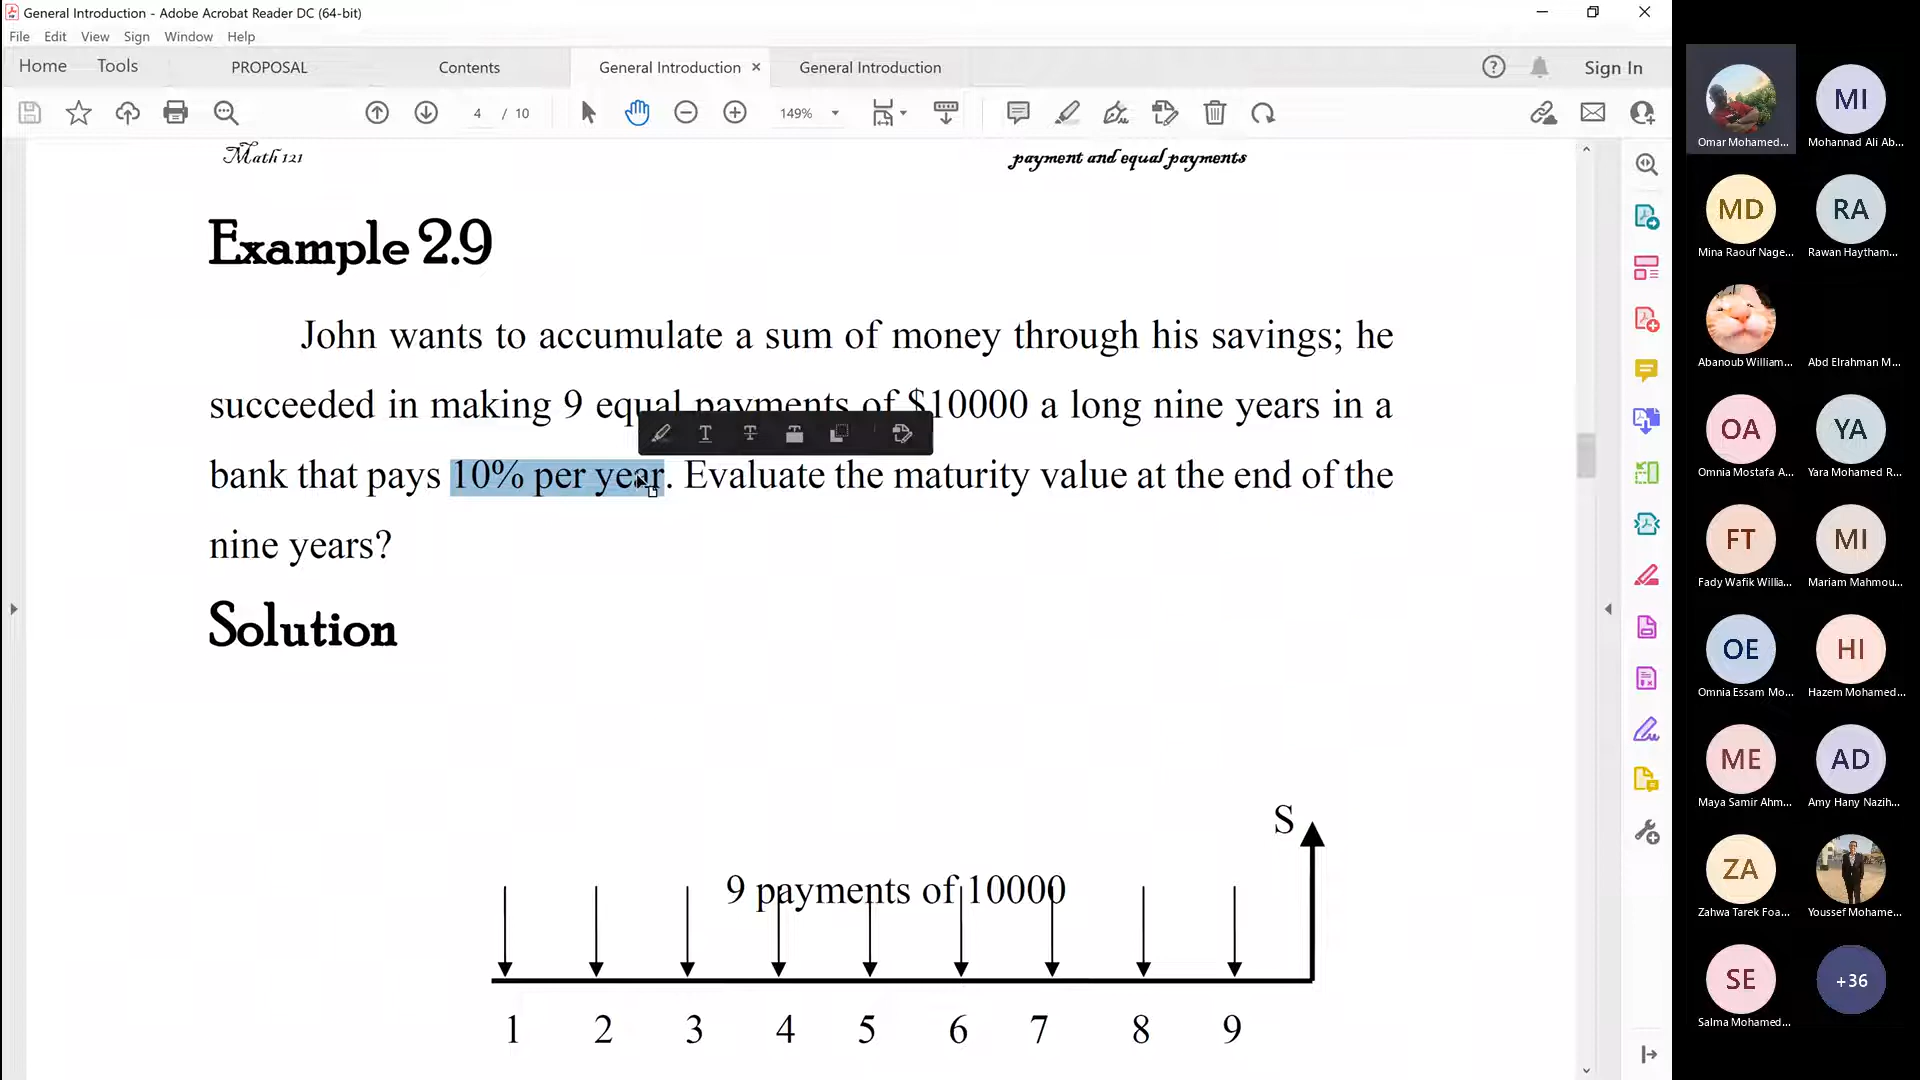 General Introduction - Adobe Acrobat Reader DC (64-bit)
File Edit View Sign Window Help
Home Tools PROPOSAL Contents General Introduction General Introduction Sign In
4 / 10 149%
Math 121 payment and equal payments
Example 2.9
John wants to accumulate a sum of money through his savings; he
succeeded in making 9 equal payments of $10000 a long nine years in a
bank that pays 10% per year. Evaluate the maturity value at the end of the
nine years?
Solution
S
9 payments of 10000
1 2 3 4 5 6 7 8 9
MI
Omar Mohamed... Mohannad Ali Ab...
MD RA
Mina Raouf Nage... Rawan Haytham...
Abanoub William... Abd Elrahman M...
OA YA
Omnia Mostafa A... Yara Mohamed R...
FT MI
Fady Wafik Willia... Mariam Mahmou...
OE HI
Omnia Essam Mo... Hazem Mohamed...
ME AD
Maya Samir Ahm... Amy Hany Nazih...
ZA
Zahwa Tarek Foa... Youssef Mohame...
SE +36
Salma Mohamed...